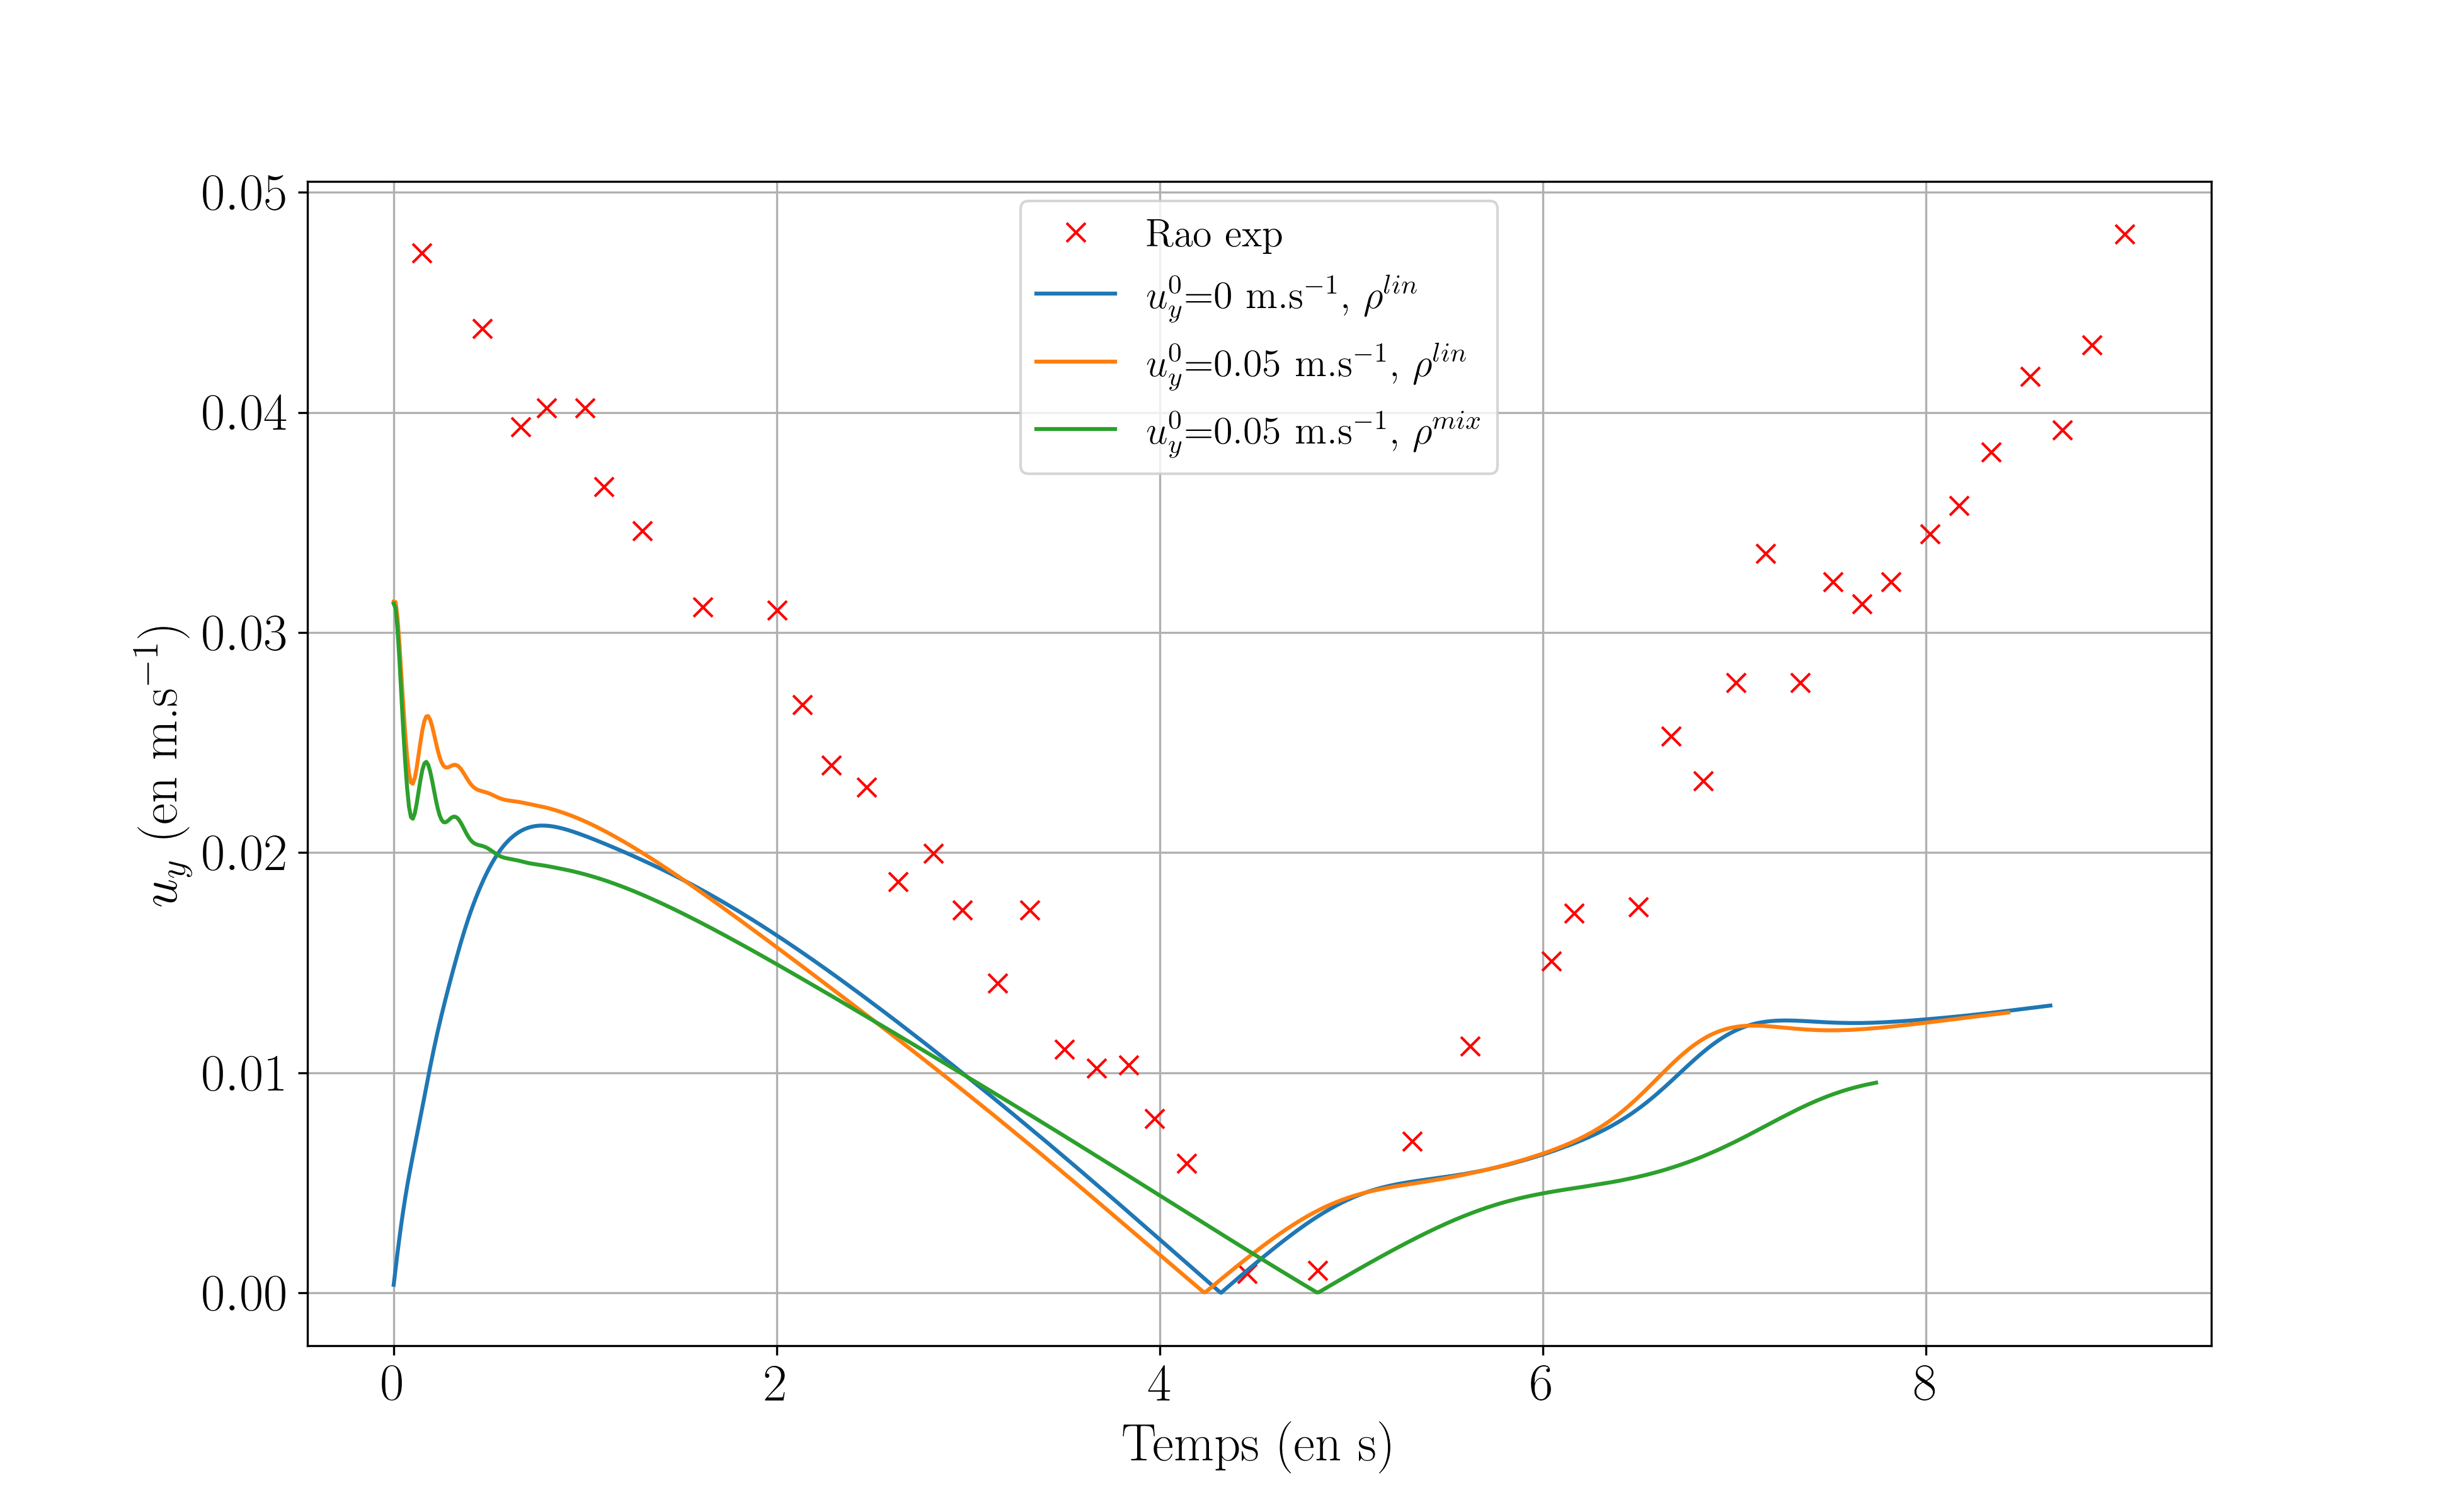 0.05
0.04
0.03
0.02
0.01
0.00
u_y (en m.s⁻¹)
Rao exp
u_y^0=0 m.s⁻¹, ρ^lin
u_y^0=0.05 m.s⁻¹, ρ^lin
u_y^0=0.05 m.s⁻¹, ρ^mix
0 2 4 6 8
Temps (en s)